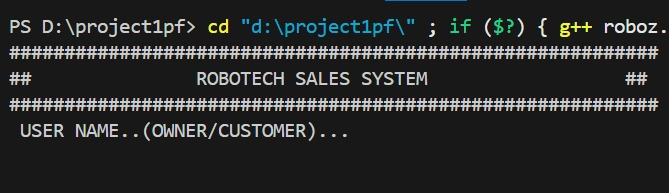 PS D:\project1pf> cd "d:\project1pf\" ; if ($?) { g++ roboz.
###########################################################
##               ROBOTECH SALES SYSTEM                  ##
###########################################################
 USER NAME..(OWNER/CUSTOMER)...